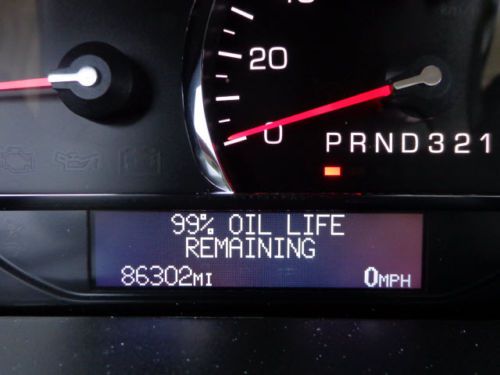 20
0
PRND321
99% OIL LIFE
REMAINING
86302MI 0MPH